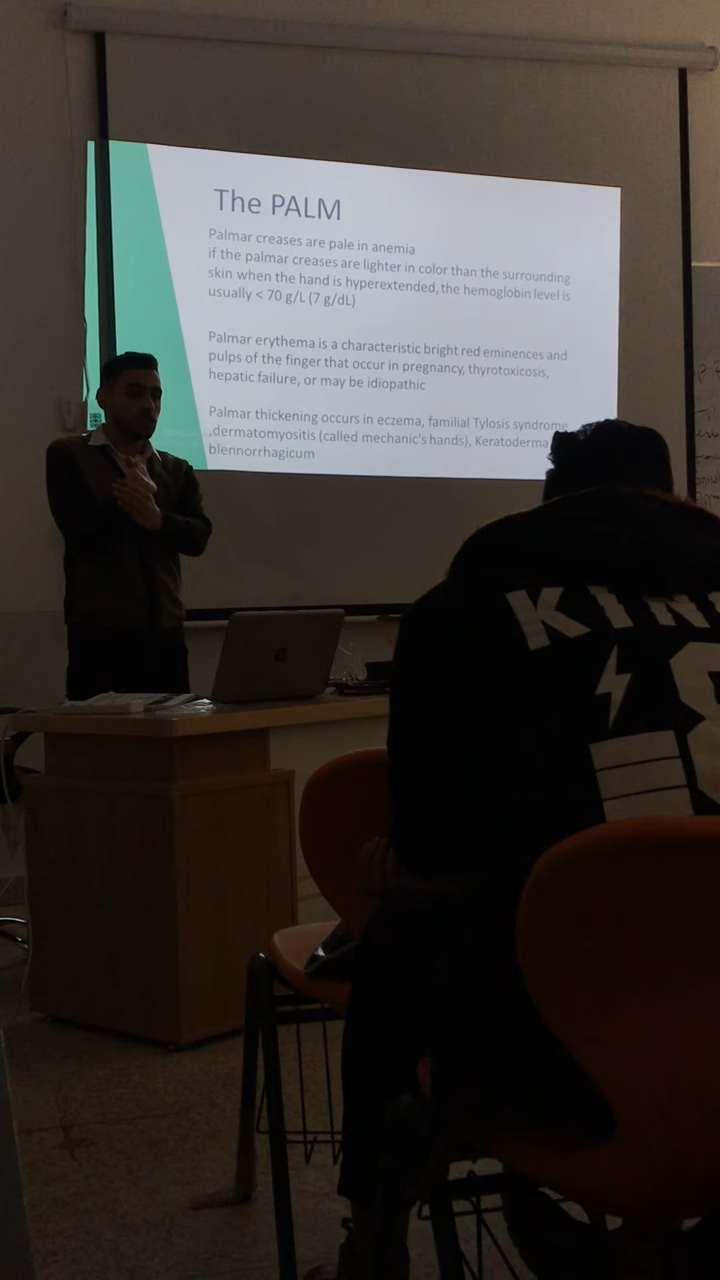 The PALM
Palmar creases are pale in anemia
if the palmar creases are lighter in color than the surrounding
skin when the hand is hyperextended, the hemoglobin level is
usually < 70 g/L (7 g/dL)
Palmar erythema is a characteristic bright red eminences and
pulps of the finger that occur in pregnancy, thyrotoxicosis,
hepatic failure, or may be idiopathic
Palmar thickening occurs in eczema, familial Tylosis syndrome
,dermatomyositis (called mechanic's hands), Keratoderma
blennorrhagicum
hp